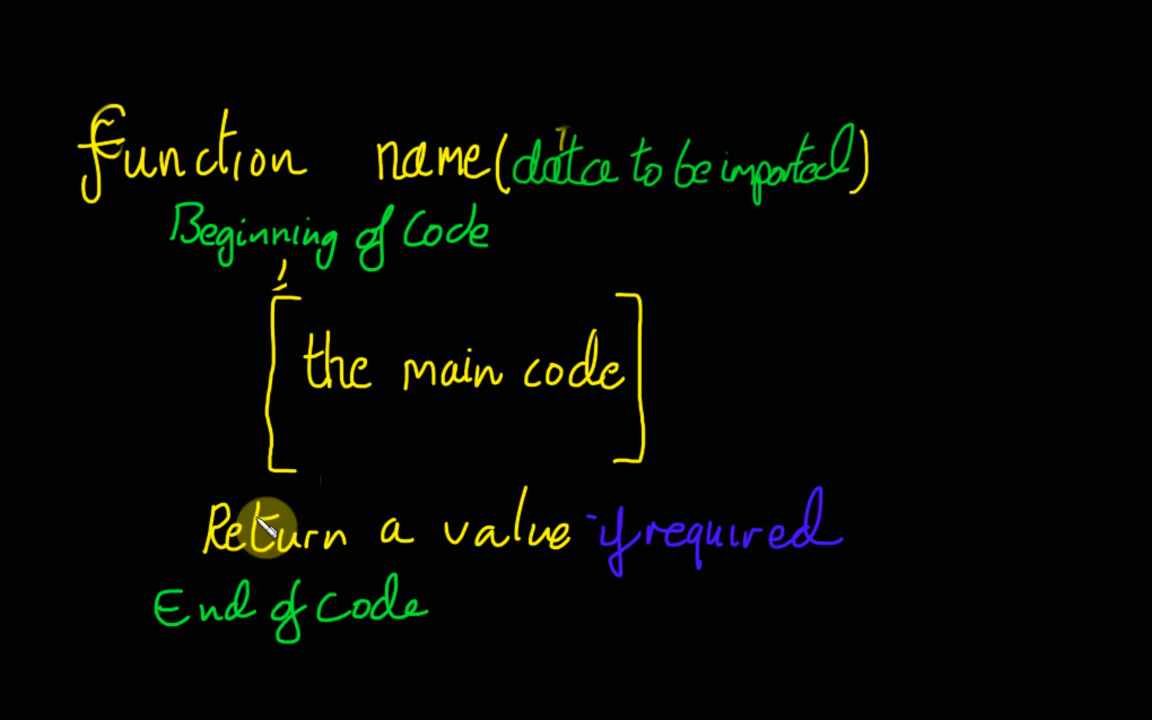 function name(data to be imported)
Beginning of Code
[the main code]
Return a value if required
End of Code